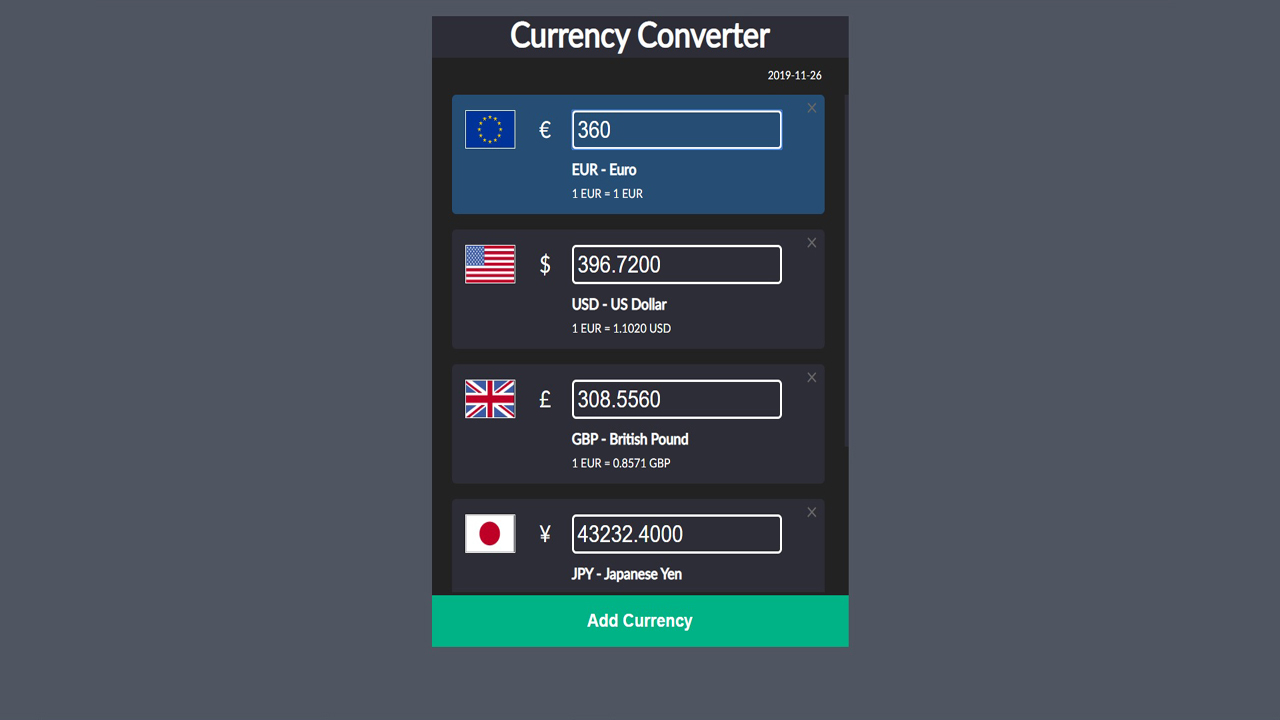 Currency Converter
2019-11-26
×
€ 360
EUR - Euro
1 EUR = 1 EUR
×
$ 396.7200
USD - US Dollar
1 EUR = 1.1020 USD
×
£ 308.5560
GBP - British Pound
1 EUR = 0.8571 GBP
×
¥ 43232.4000
JPY - Japanese Yen
Add Currency